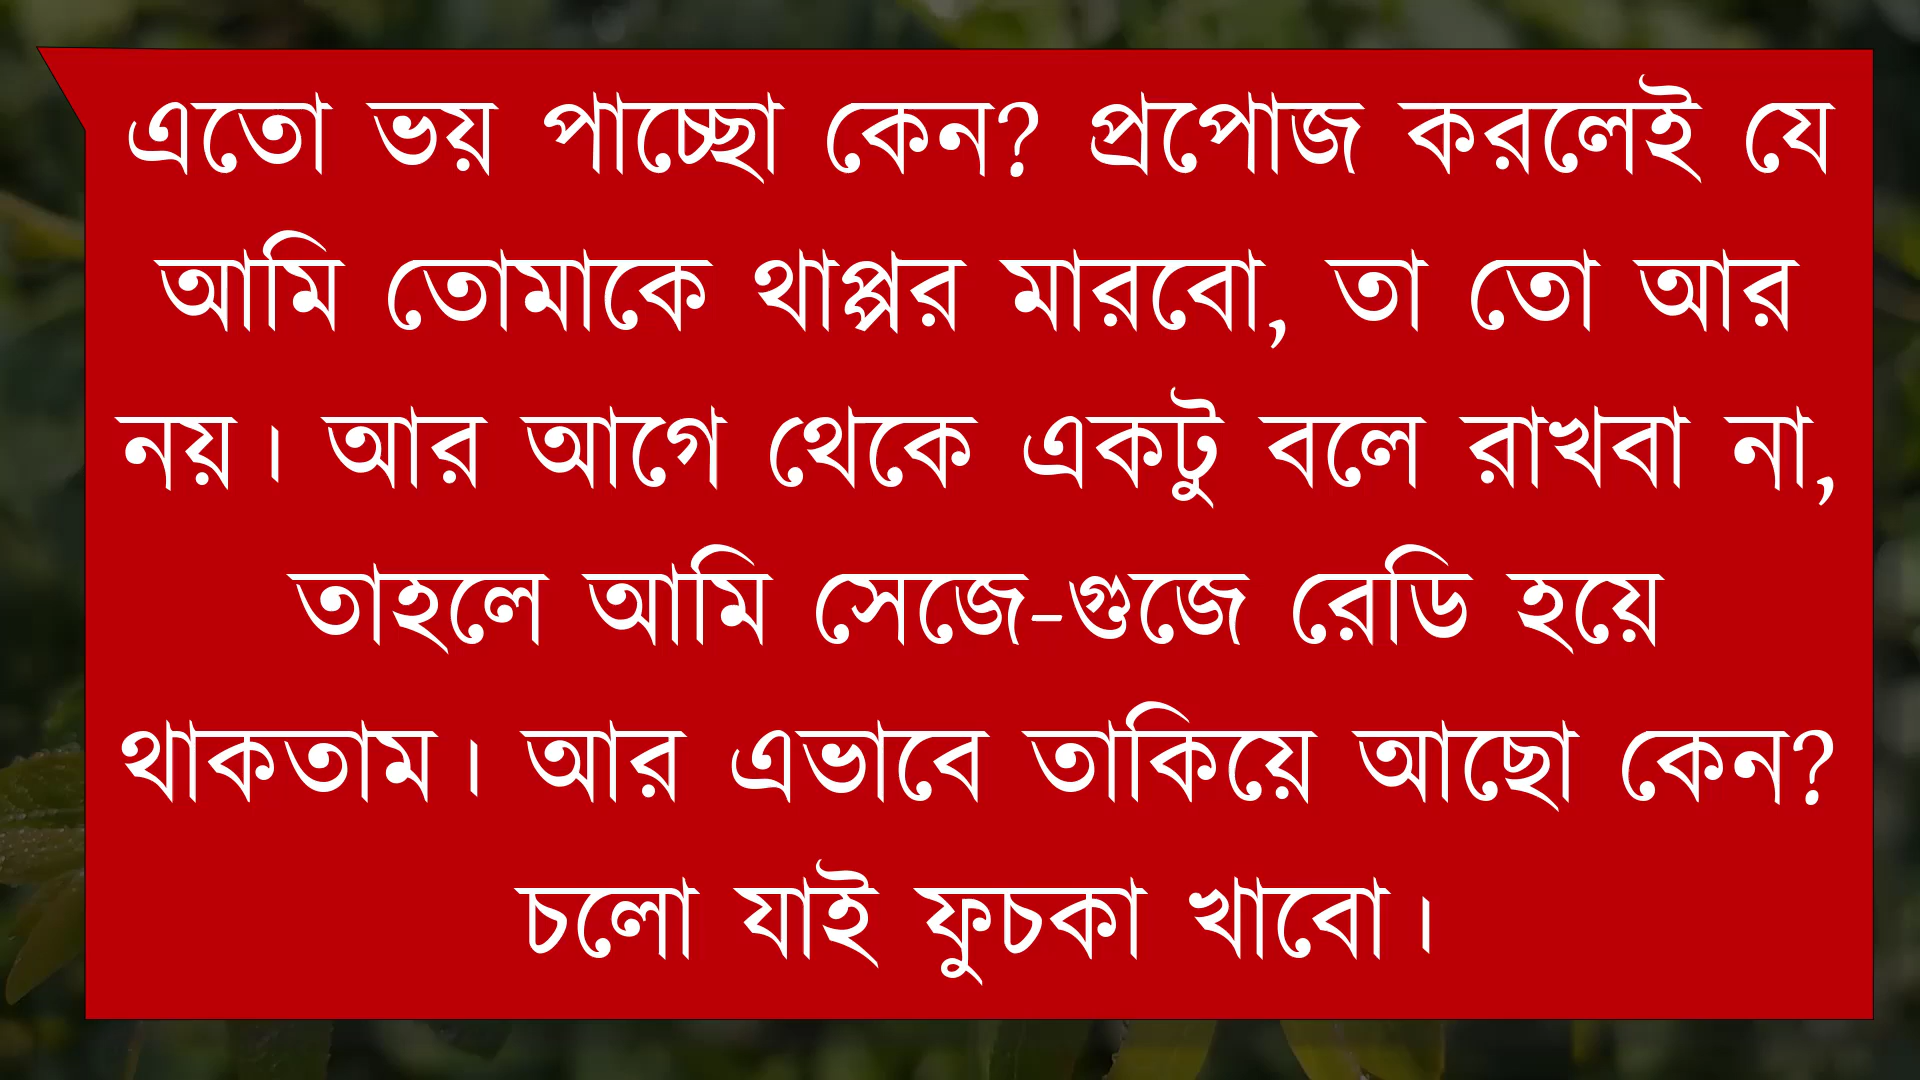 এতো ভয় পাচ্ছো কেন? প্রপোজ করলেই যে
আমি তোমাকে থাপ্পর মারবো, তা তো আর
নয়। আর আগে থেকে একটু বলে রাখবা না,
তাহলে আমি সেজে-গুজে রেডি হয়ে
থাকতাম। আর এভাবে তাকিয়ে আছো কেন?
চলো যাই ফুচকা খাবো।